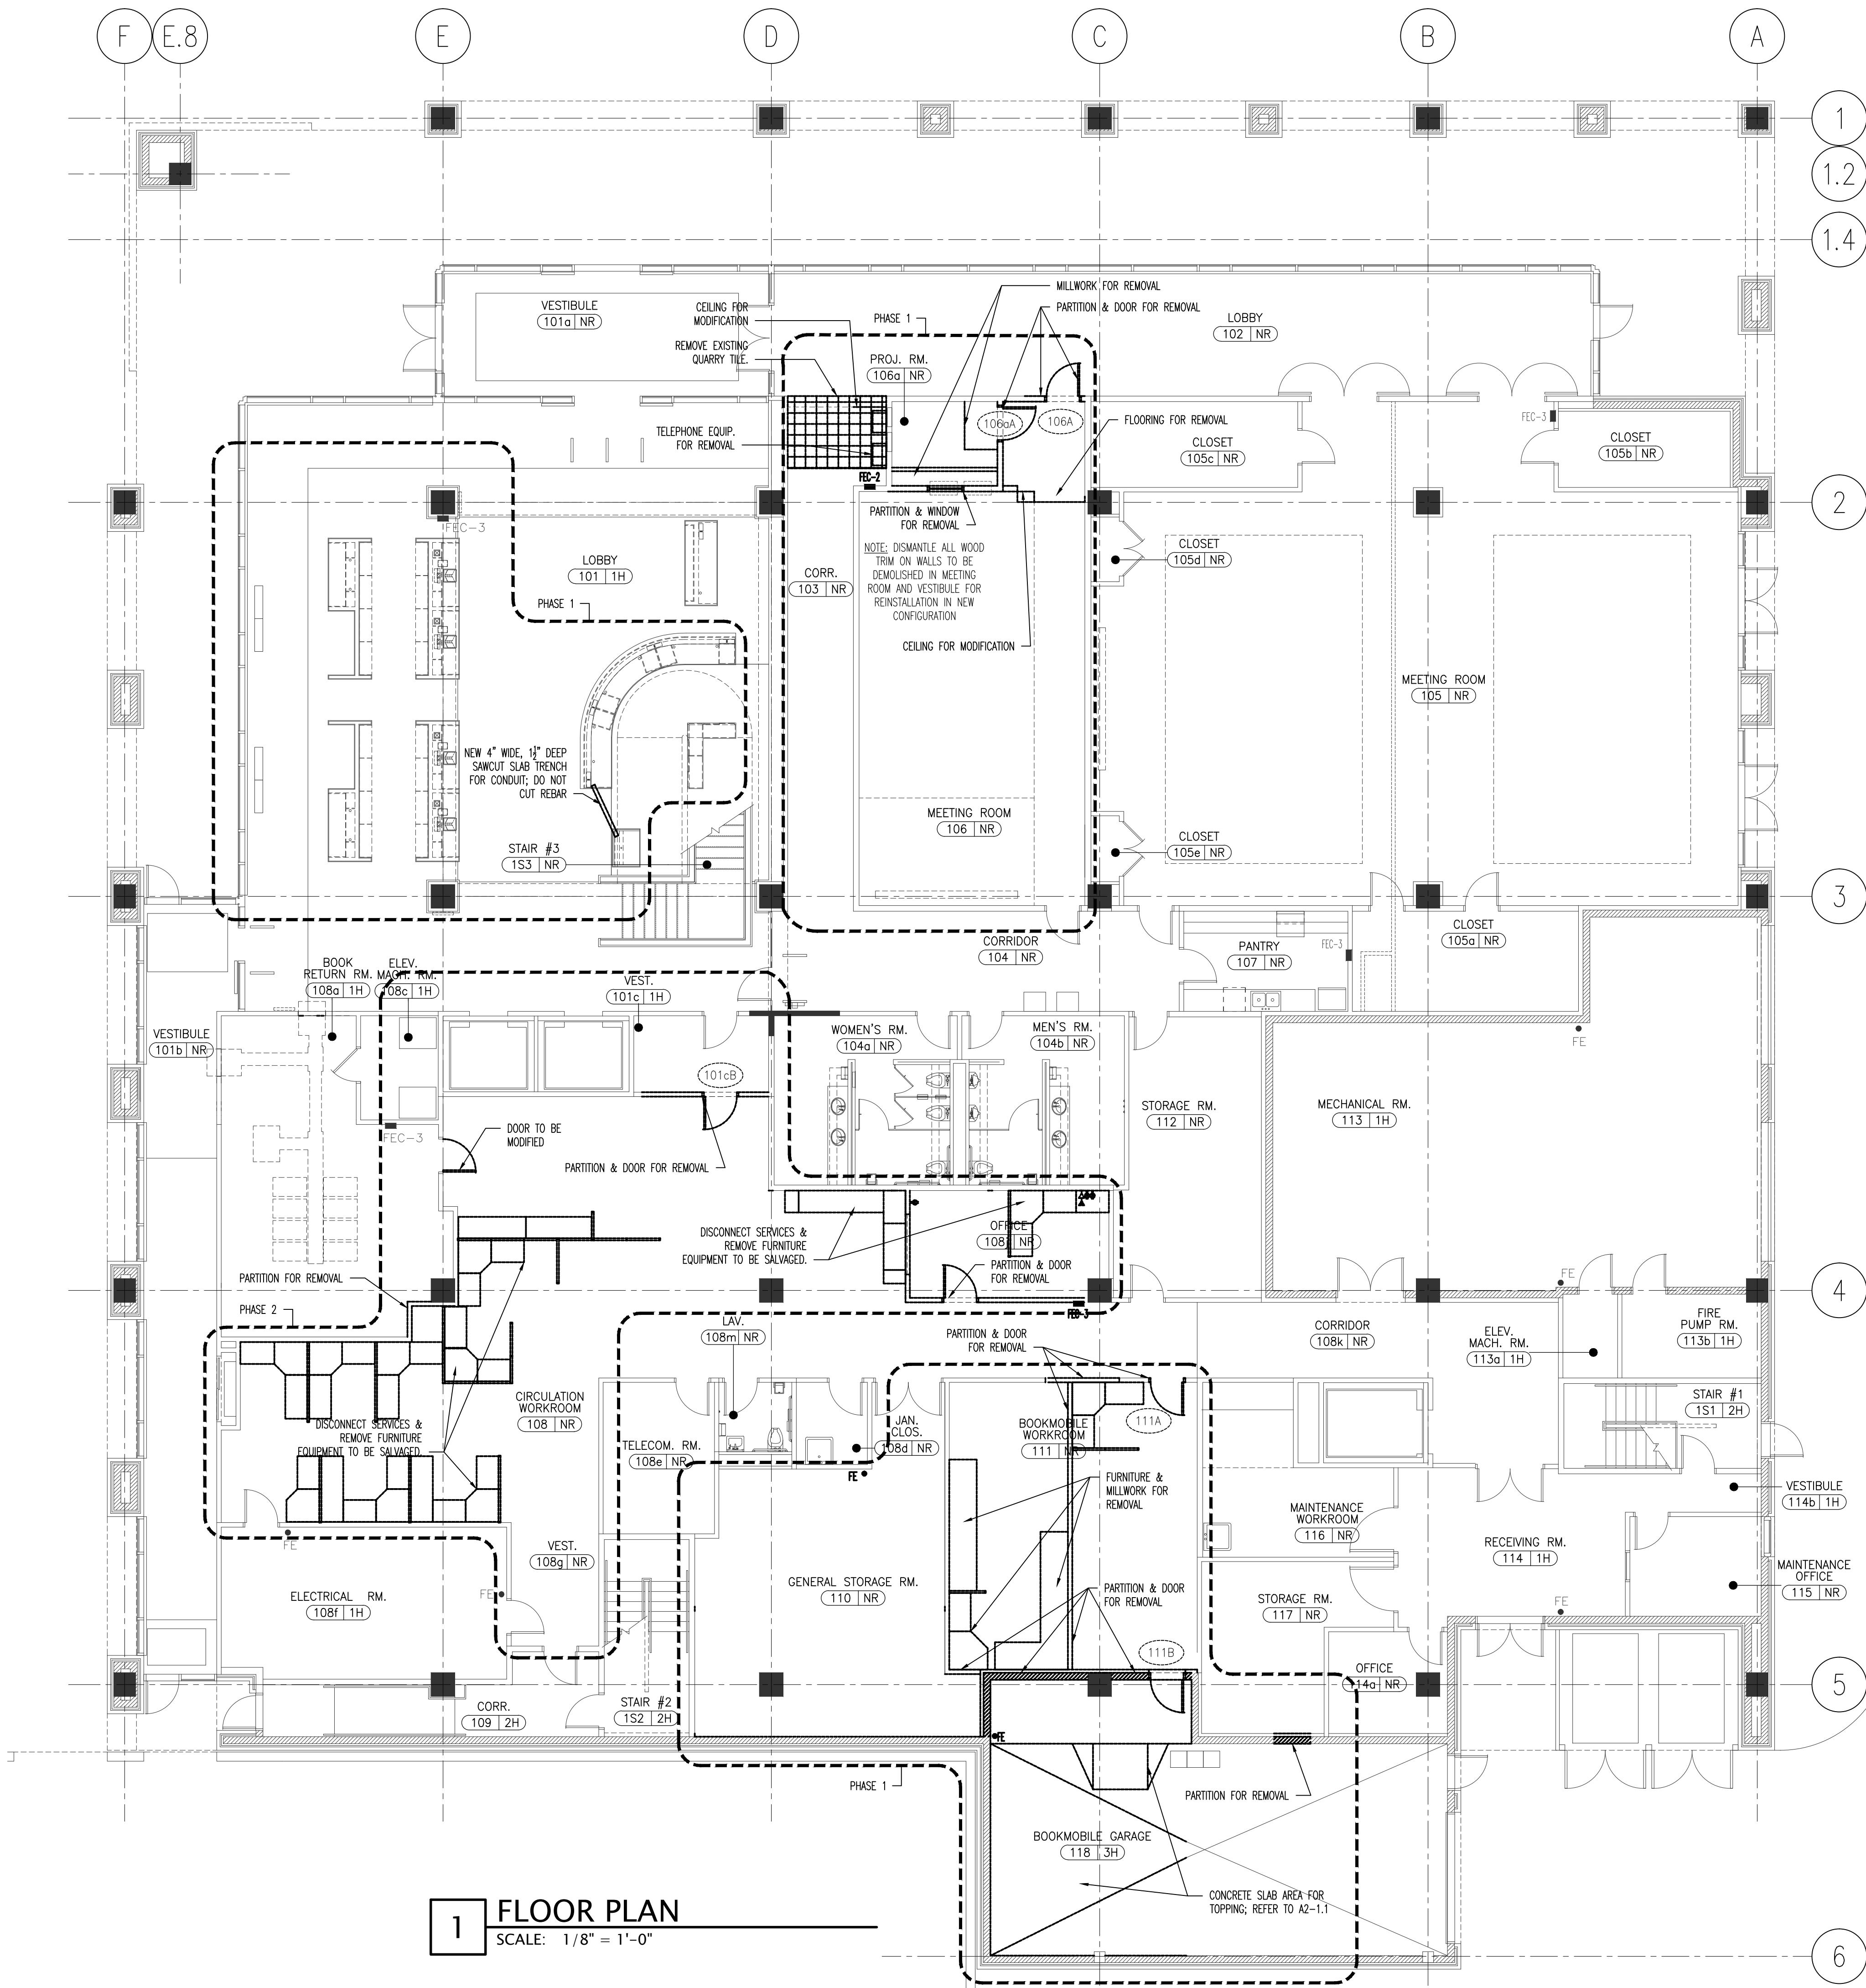 F
E.8
E
D
C
B
A
1
1.2
1.4
2
3
4
5
6
VESTIBULE
101a NR
CEILING FOR
MODIFICATION
REMOVE EXISTING
QUARRY TILE.
PHASE 1
MILLWORK FOR REMOVAL
PARTITION & DOOR FOR REMOVAL
LOBBY
102 NR
PROJ. RM.
106a NR
106aA
106A
FLOORING FOR REMOVAL
TELEPHONE EQUIP.
FOR REMOVAL
FEC-2
CLOSET
105c NR
FEC-3
CLOSET
105b NR
FEC-3
PARTITION & WINDOW
FOR REMOVAL
NOTE: DISMANTLE ALL WOOD
TRIM ON WALLS TO BE
DEMOLISHED IN MEETING
ROOM AND VESTIBULE FOR
REINSTALLATION IN NEW
CONFIGURATION
CEILING FOR MODIFICATION
LOBBY
101 1H
PHASE 1
CORR.
103 NR
CLOSET
105d NR
MEETING ROOM
105 NR
NEW 4" WIDE, 1½" DEEP
SAWCUT SLAB TRENCH
FOR CONDUIT; DO NOT
CUT REBAR
MEETING ROOM
106 NR
STAIR #3
1S3 NR
CLOSET
105e NR
CORRIDOR
104 NR
PANTRY
107 NR
FEC-3
CLOSET
105a NR
BOOK
RETURN RM.
108a 1H
ELEV.
MACH. RM.
108c 1H
VEST.
101c 1H
VESTIBULE
101b NR
WOMEN'S RM.
104a NR
MEN'S RM.
104b NR
FE
101cB
STORAGE RM.
112 NR
MECHANICAL RM.
113 1H
FEC-3
DOOR TO BE
MODIFIED
PARTITION & DOOR FOR REMOVAL
DISCONNECT SERVICES &
REMOVE FURNITURE
EQUIPMENT TO BE SALVAGED.
OFFICE
108j
PARTITION & DOOR
FOR REMOVAL
FEC-3
PARTITION FOR REMOVAL
PHASE 2
FE
LAV.
108m NR
PARTITION & DOOR
FOR REMOVAL
CORRIDOR
108k NR
ELEV.
MACH. RM.
113a 1H
FIRE
PUMP RM.
113b 1H
CIRCULATION
WORKROOM
108 NR
DISCONNECT SERVICES &
REMOVE FURNITURE
EQUIPMENT TO BE SALVAGED.
TELECOM. RM.
108e NR
JAN.
CLOS.
108d NR
FE
BOOKMOBILE
WORKROOM
111 NR
111A
STAIR #1
1S1 2H
FURNITURE &
MILLWORK FOR
REMOVAL
VESTIBULE
114b 1H
MAINTENANCE
WORKROOM
116 NR
RECEIVING RM.
114 1H
FE
VEST.
108g NR
MAINTENANCE
OFFICE
115 NR
GENERAL STORAGE RM.
110 NR
PARTITION & DOOR
FOR REMOVAL
STORAGE RM.
117 NR
FE
ELECTRICAL RM.
108f 1H
FE
111B
OFFICE
114a NR
CORR.
109 2H
STAIR #2
1S2 2H
FE
PHASE 1
PARTITION FOR REMOVAL
BOOKMOBILE GARAGE
118 3H
CONCRETE SLAB AREA FOR
TOPPING; REFER TO A2-1.1
1
FLOOR PLAN
SCALE: 1/8" = 1'-0"